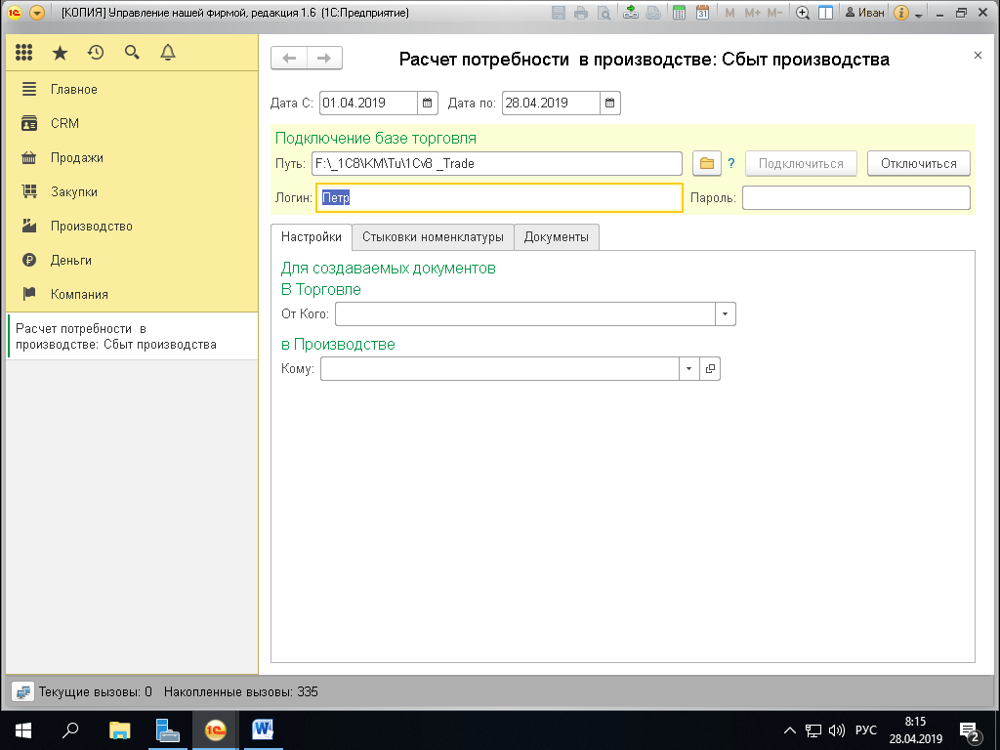 [КОПИЯ] Управление нашей фирмой, редакция 1.6 (1С:Предприятие)
31 M M+ M- Иван
Главное
CRM
Продажи
Закупки
Производство
Деньги
Компания
Расчет потребности в
производстве: Сбыт производства
Расчет потребности в производстве: Сбыт производства
Дата С: 01.04.2019 Дата по: 28.04.2019
Подключение базе торговля
Путь: F:\_1C8\KM\Tu\1Cv8 _Trade ? Подключиться Отключиться
Логин: Петр Пароль:
Настройки Стыковки номенклатуры Документы
Для создаваемых документов
В Торговле
От Кого:
в Производстве
Кому:
Текущие вызовы: 0 Накопленные вызовы: 335
РУС 8:15
28.04.2019 2